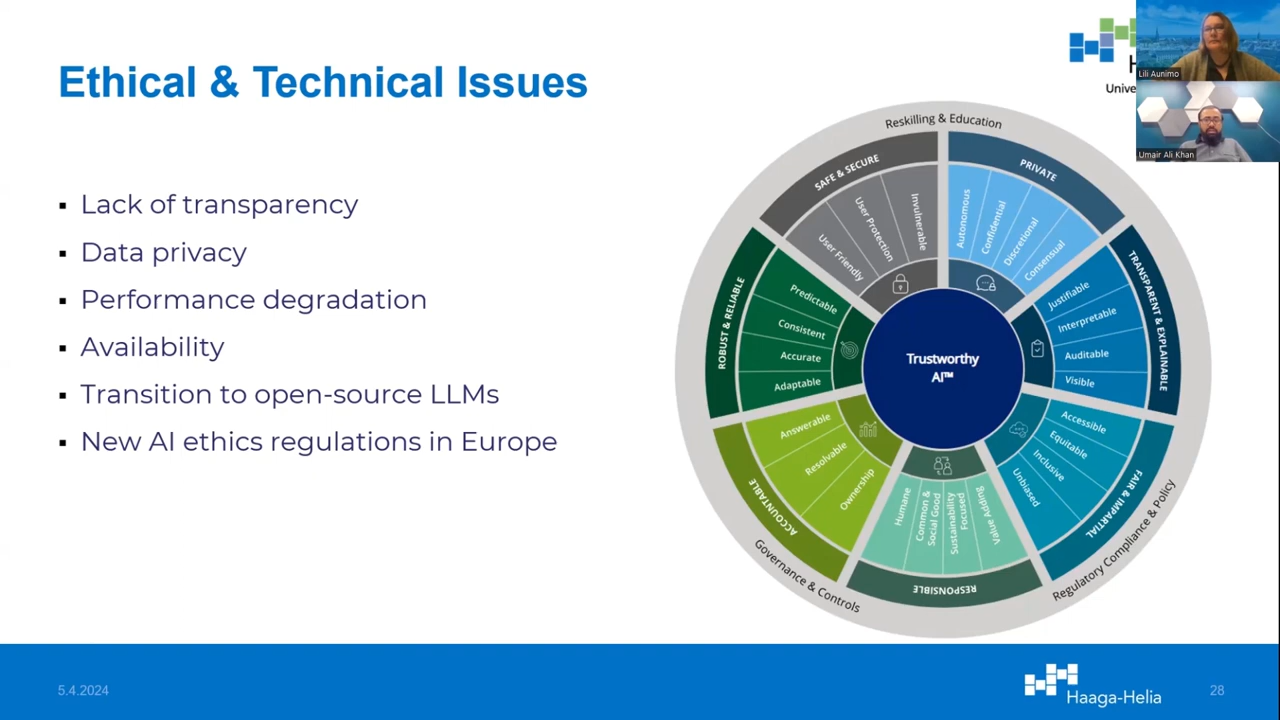 Ethical & Technical Issues
Lack of transparency
Data privacy
Performance degradation
Availability
Transition to open-source LLMs
New AI ethics regulations in Europe
Reskilling & Education
SAFE & SECURE
User Friendly
User Protection
Invulnerable
PRIVATE
Autonomous
Confidential
Discretional
Consensual
TRANSPARENT & EXPLAINABLE
Justifiable
Interpretable
Auditable
Visible
FAIR & IMPARTIAL
Accessible
Equitable
Inclusive
Unbiased
Regulatory Compliance & Policy
RESPONSIBLE
Humane
Common &
Social Good
Sustainability
Focused
Value Adding
Governance & Controls
ACCOUNTABLE
Answerable
Resolvable
Ownership
ROBUST & RELIABLE
Predictable
Consistent
Accurate
Adaptable
Trustworthy
AI™
Lili Aunimo
Umair Ali Khan
5.4.2024
Haaga-Helia
28